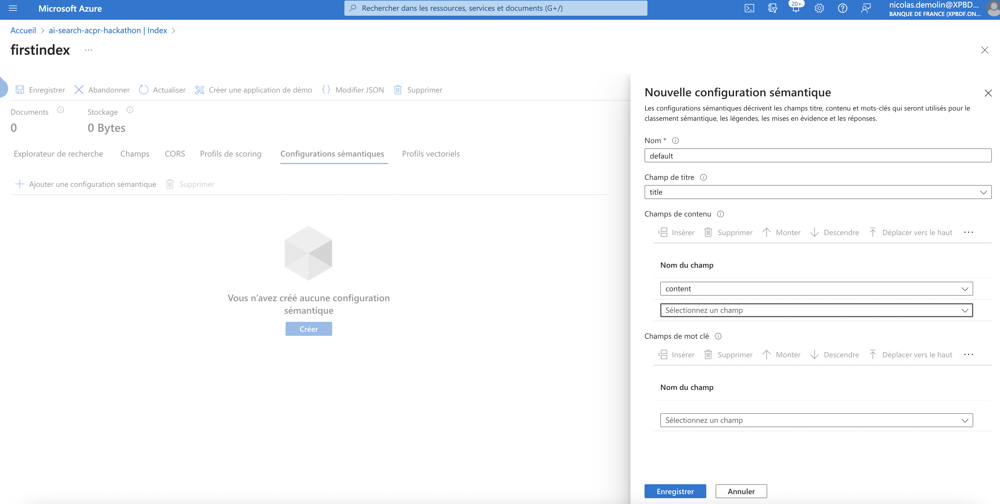 Microsoft Azure
Rechercher dans les ressources, services et documents (G+/)
20+
nicolas.demolin@XPBD...
BANQUE DE FRANCE (XPBDF.ON...
Accueil > ai-search-acpr-hackathon | Index >
firstindex ...
Enregistrer Abandonner Actualiser Créer une application de démo {} Modifier JSON Supprimer
Documents Stockage
0 0 Bytes
Explorateur de recherche Champs CORS Profils de scoring Configurations sémantiques Profils vectoriels
+ Ajouter une configuration sémantique Supprimer
Vous n’avez créé aucune configuration
sémantique
Créer
Nouvelle configuration sémantique
Les configurations sémantiques décrivent les champs titre, contenu et mots-clés qui seront utilisés pour le
classement sémantique, les légendes, les mises en évidence et les réponses.
Nom *
default
Champ de titre
title
Champs de contenu
Insérer Supprimer Monter Descendre Déplacer vers le haut ...
Nom du champ
content
Sélectionnez un champ
Champs de mot clé
Insérer Supprimer Monter Descendre Déplacer vers le haut ...
Nom du champ
Sélectionnez un champ
Enregistrer Annuler